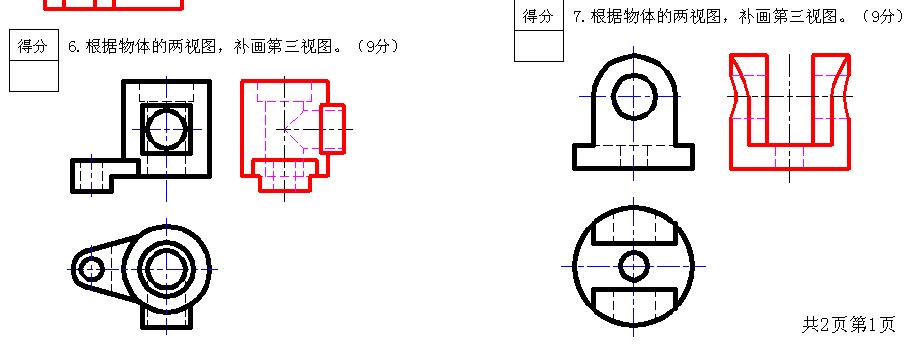 得分
6.根据物体的两视图，补画第三视图。（9分）
得分
7.根据物体的两视图，补画第三视图。（9分）
共2页第1页